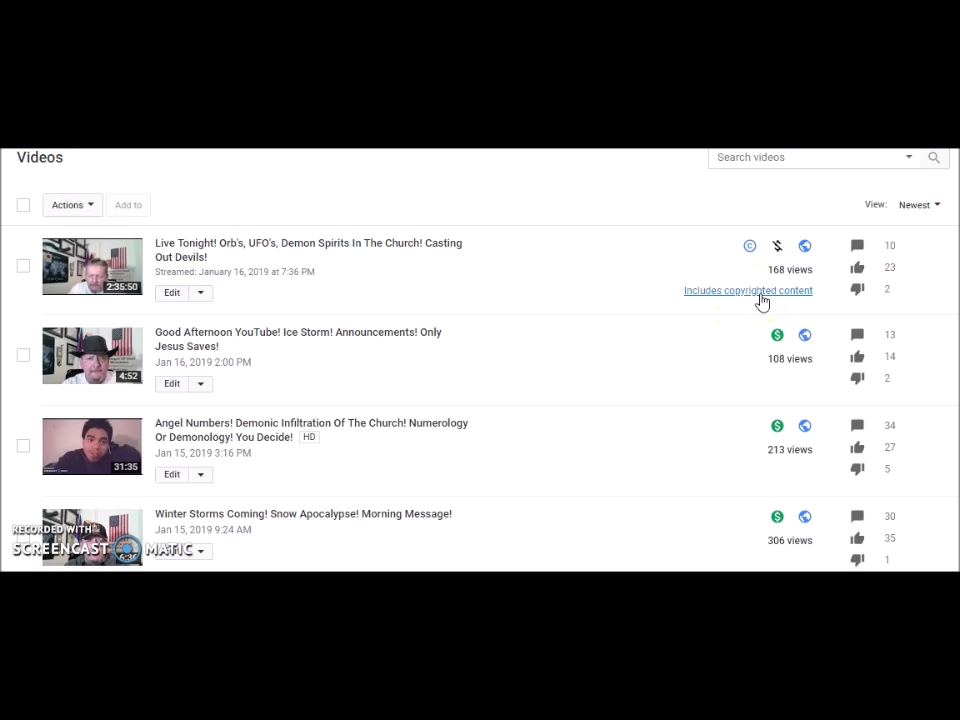 Videos
Search videos
Actions
Add to
View: Newest
Live Tonight! Orb's, UFO's, Demon Spirits In The Church! Casting
Out Devils!
Streamed: January 16, 2019 at 7:36 PM
Edit
2:35:50
168 views
Includes copyrighted content
10
23
2
Good Afternoon YouTube! Ice Storm! Announcements! Only
Jesus Saves!
Jan 16, 2019 2:00 PM
Edit
4:52
108 views
13
14
2
Angel Numbers! Demonic Infiltration Of The Church! Numerology
Or Demonology! You Decide! HD
Jan 15, 2019 3:16 PM
Edit
31:35
213 views
34
27
5
Winter Storms Coming! Snow Apocalypse! Morning Message!
Jan 15, 2019 9:24 AM
306 views
30
35
1
RECORDED WITH
SCREENCAST MATIC